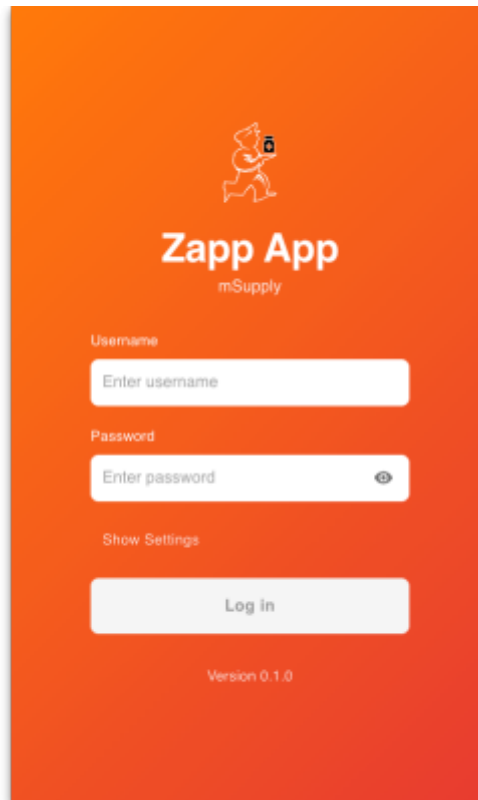 Zapp App
mSupply
Username
Enter username
Password
Enter password
Show Settings
Log in
Version 0.1.0